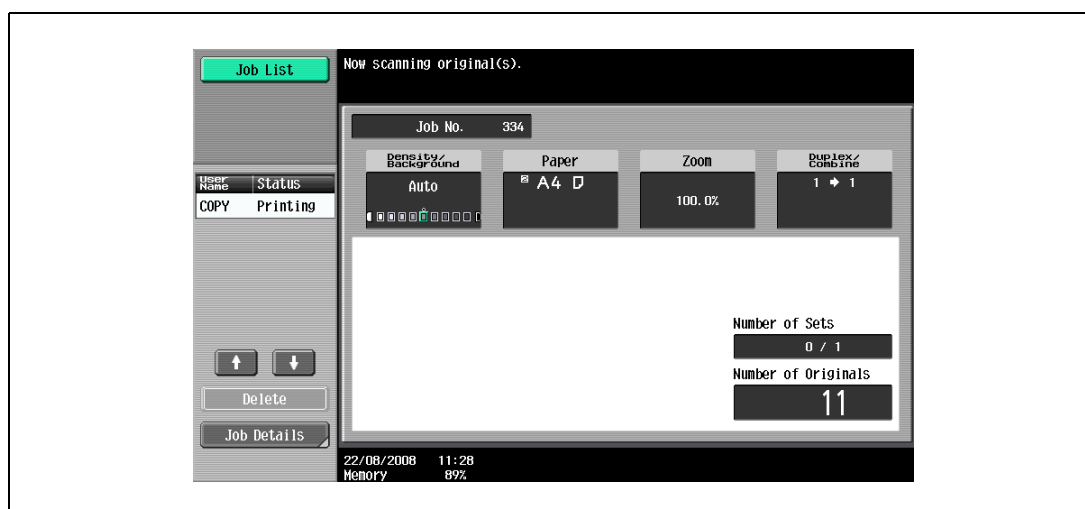 Job List
Now scanning original(s).
Job No. 334
Density/
Background
Paper
Zoom
Duplex/
Combine
Auto
2 A4
100.0%
1 → 1
User
Name
Status
COPY Printing
Number of Sets
0 / 1
Number of Originals
11
Delete
Job Details
22/08/2008 11:28
Memory 89%